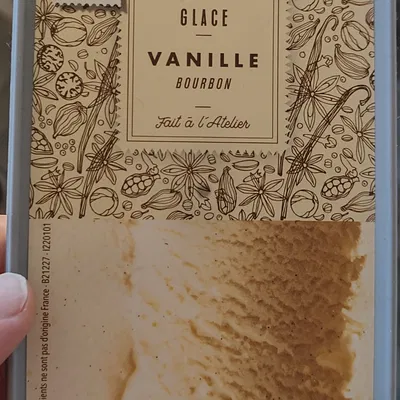 GLACE
VANILLE
BOURBON
Fait à l'Atelier
ents ne sont pas d'origine France - B21227 - I220101